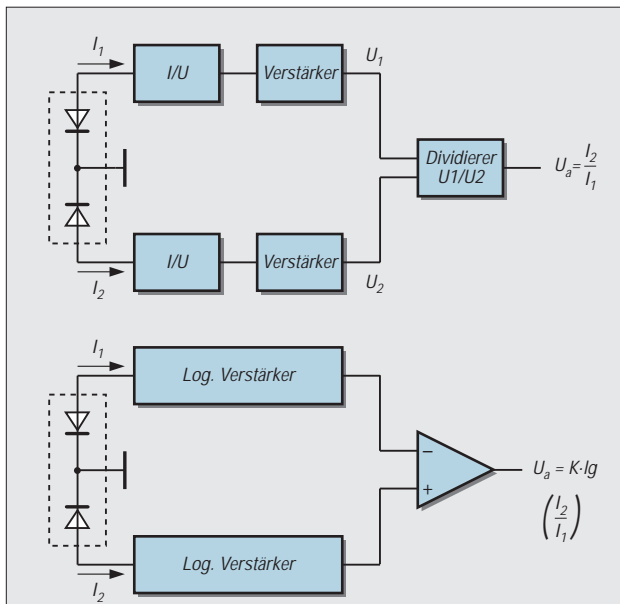 I1
I/U
Verstärker
U1
Dividierer
U1/U2
Ua=I2/I1
I/U
Verstärker
U2
I2
I1
Log. Verstärker
−
+
Ua = K·lg
(I2/I1)
Log. Verstärker
I2